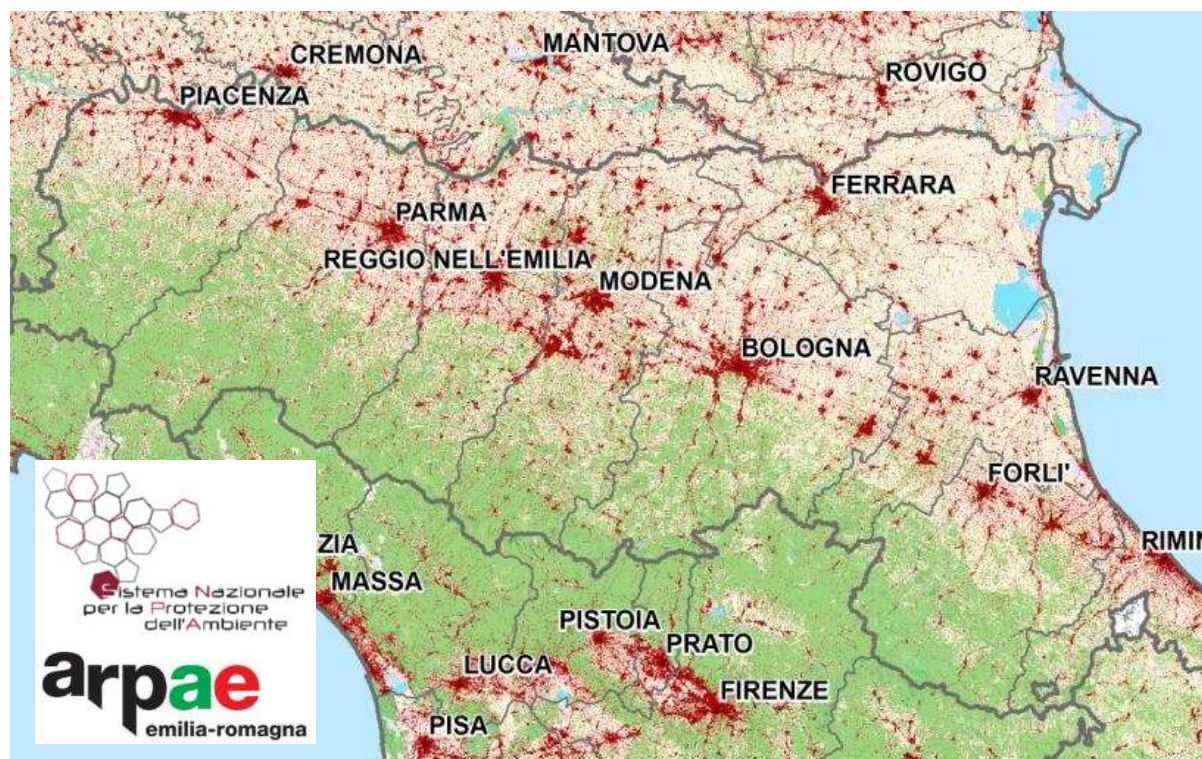 CREMONA
MANTOVA
ROVIGO
PIACENZA
FERRARA
PARMA
REGGIO NELL'EMILIA
MODENA
BOLOGNA
RAVENNA
FORLI'
ZIA
RIMIN
MASSA
PISTOIA
PRATO
LUCCA
FIRENZE
PISA
Sistema Nazionale
per la Protezione
dell'Ambiente
arpae
emilia-romagna